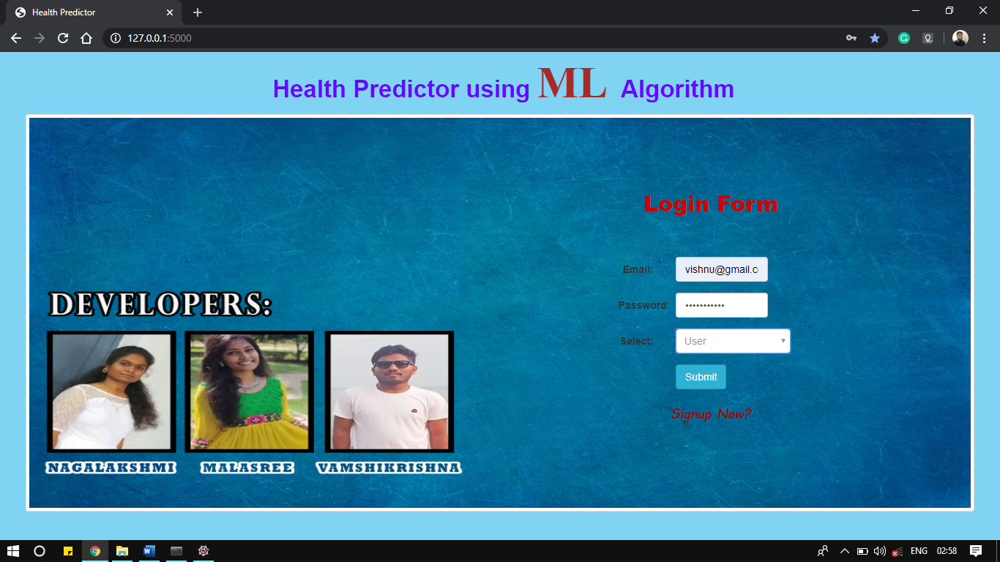 Health Predictor
127.0.0.1:5000
Health Predictor using ML Algorithm
Login Form
Email: vishnu@gmail.c
Password: •••••••••••
Select: User
Submit
Signup Now?
DEVELOPERS:
NAGALAKSHMI MALASREE VAMSHIKRISHNA
ENG 02:58